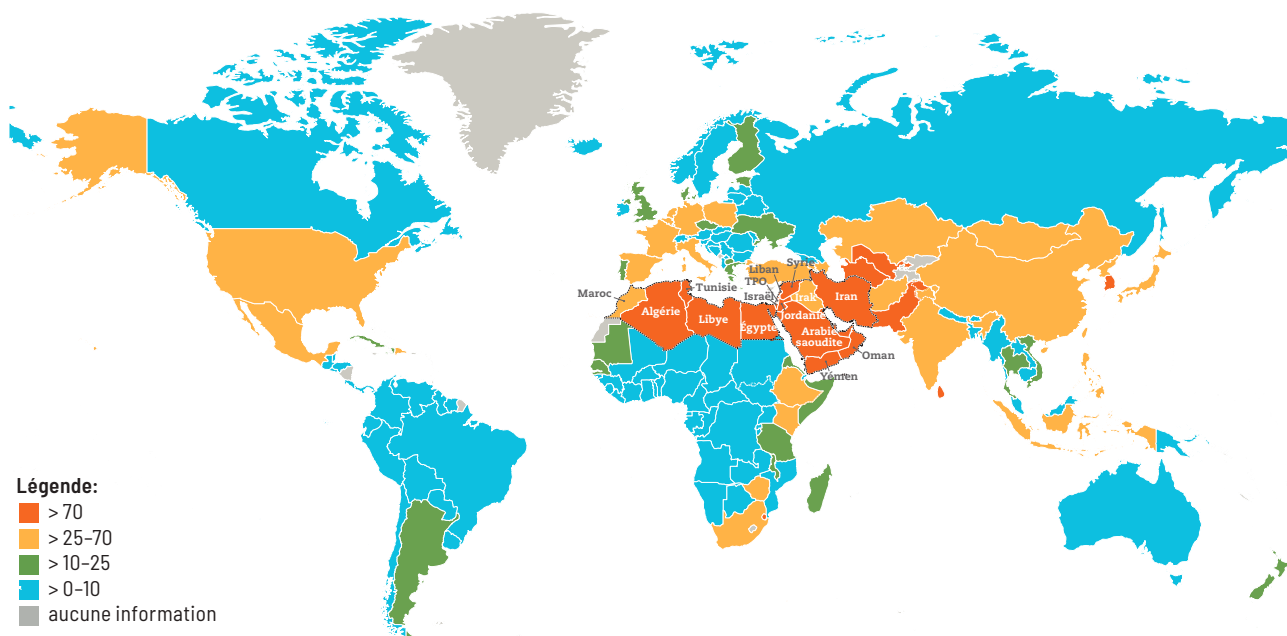 Syrie
Liban
TPO
Israël
Tunisie
Maroc
Irak
Iran
Algérie
Libye
Égypte
Jordanie
Arabie
saoudite
Oman
Yémen
Légende:
> 70
> 25–70
> 10–25
> 0–10
aucune information